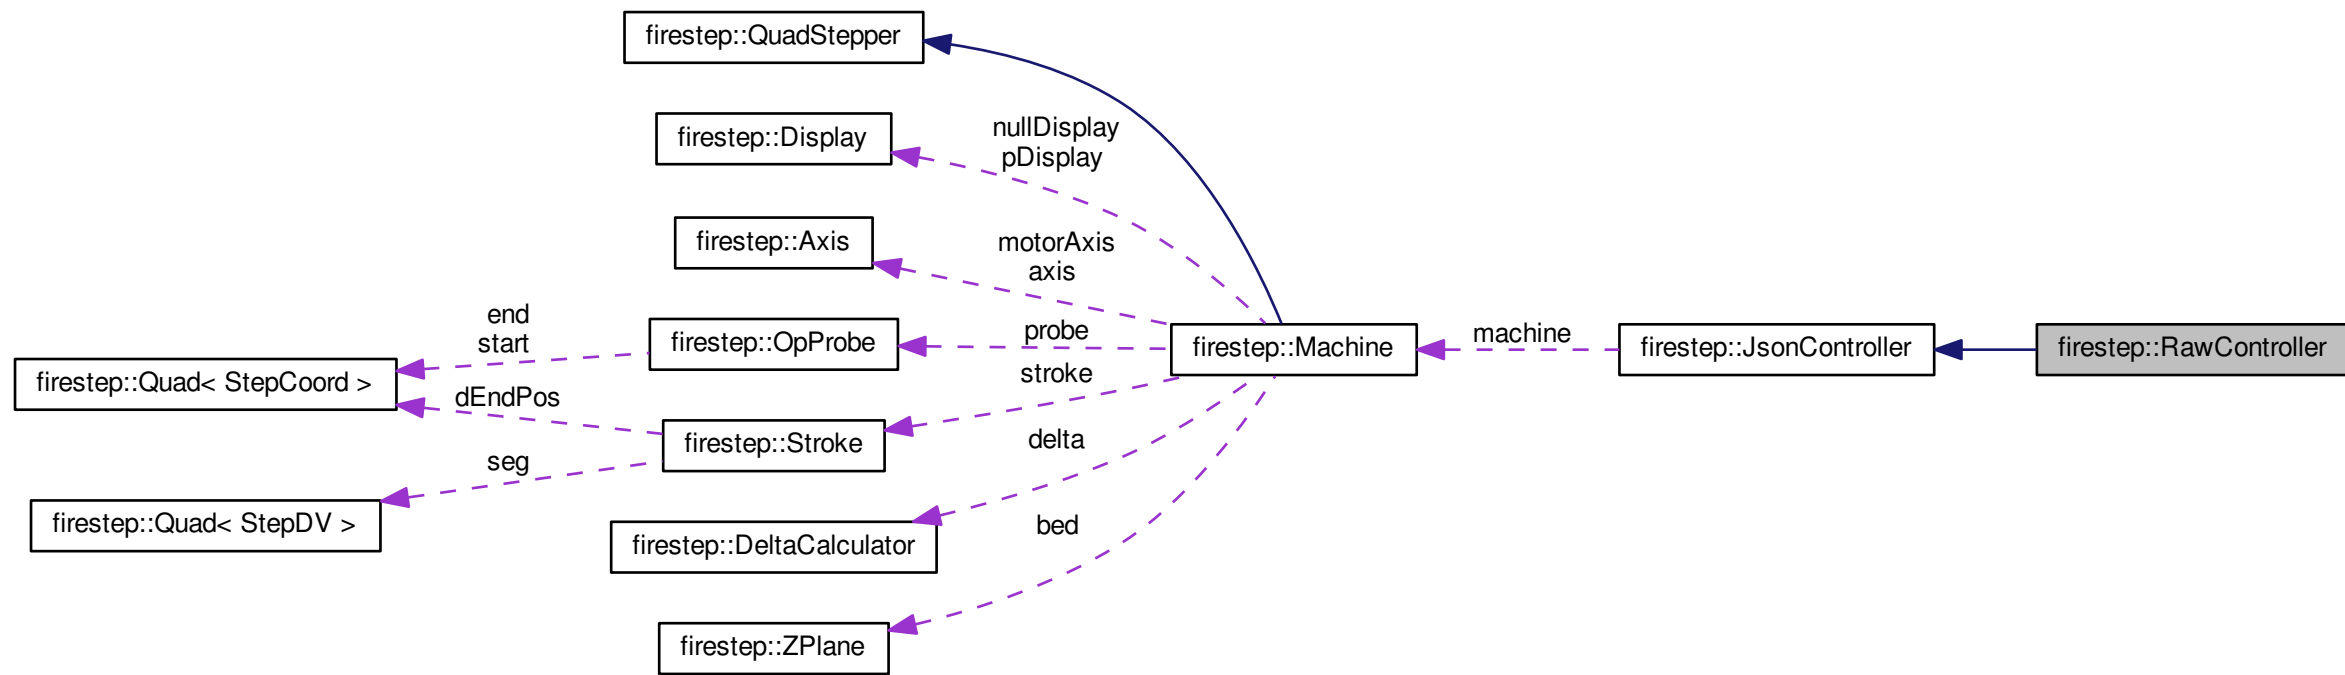 firestep::QuadStepper
firestep::Display
nullDisplay
pDisplay
firestep::Axis
motorAxis
axis
end
start
firestep::OpProbe
probe
firestep::Machine
machine
firestep::JsonController
firestep::RawController
firestep::Quad< StepCoord >
dEndPos
stroke
firestep::Stroke
delta
seg
firestep::Quad< StepDV >
firestep::DeltaCalculator
bed
firestep::ZPlane